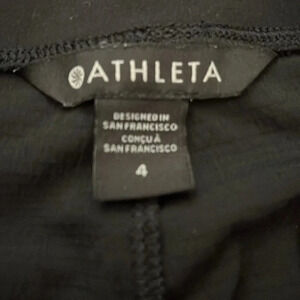 ATHLETA
DESIGNED IN
SAN FRANCISCO
CONÇU À
SAN FRANCISCO
4